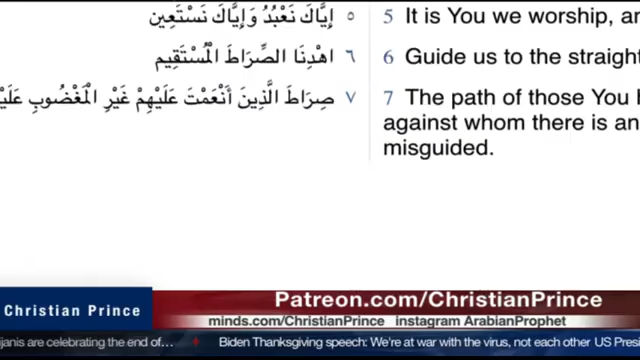 إِيَّاكَ نَعْبُدُ وَإِيَّاكَ نَسْتَعِين ٥
5 It is You we worship, an
اهْدِنَا الصِّرَاطَ الْمُسْتَقِيم ٦
6 Guide us to the straight
صِرَاطَ الَّذِينَ أَنْعَمْتَ عَلَيْهِمْ غَيْرِ الْمَغْضُوبِ عَلَيْ ٧
7 The path of those You h
against whom there is an
misguided.
Christian Prince
Patreon.com/ChristianPrince
minds.com/ChristianPrince instagram ArabianProphet
ijanis are celebrating the end of…
Biden Thanksgiving speech: We're at war with the virus, not each other US Pres